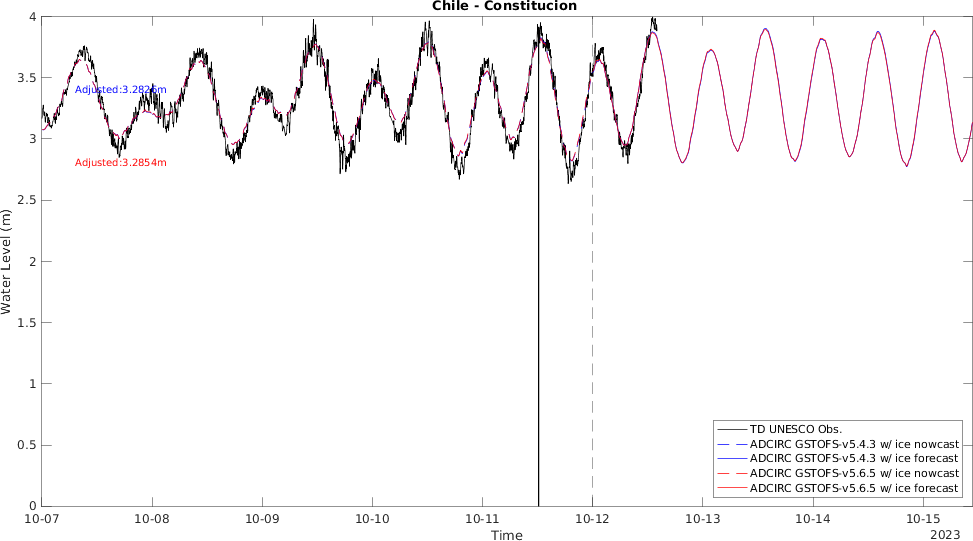 Chile - Constitucion
4
3.5
3
2.5
2
1.5
1
0.5
0
Water Level (m)
Adjusted:3.2826m
Adjusted:3.2854m
TD UNESCO Obs.
ADCIRC GSTOFS-v5.4.3 w/ ice nowcast
ADCIRC GSTOFS-v5.4.3 w/ ice forecast
ADCIRC GSTOFS-v5.6.5 w/ ice nowcast
ADCIRC GSTOFS-v5.6.5 w/ ice forecast
10-07 10-08 10-09 10-10 10-11 10-12 10-13 10-14 10-15
Time
2023